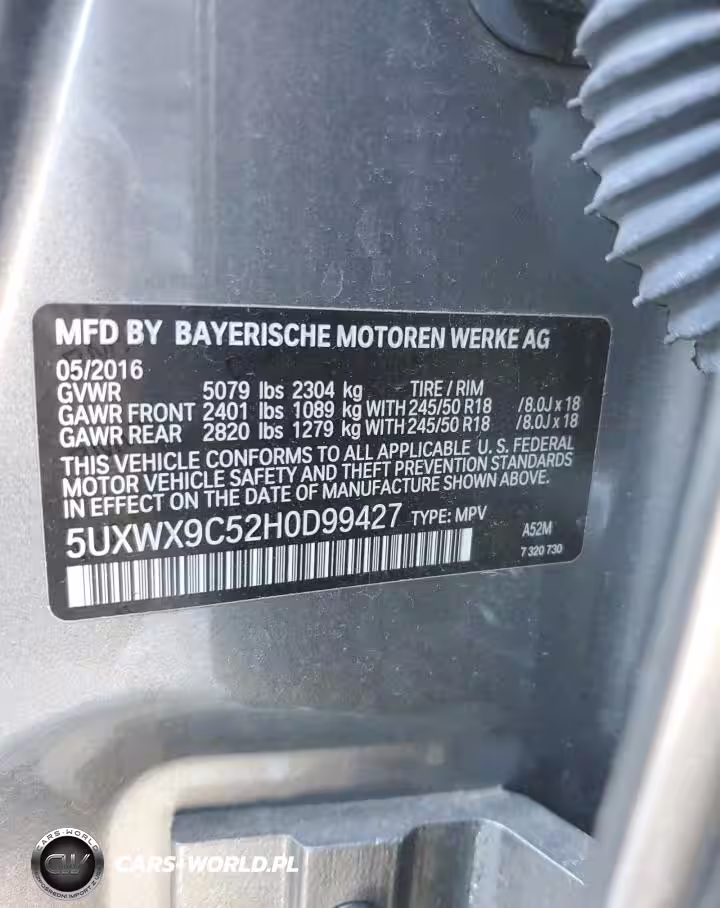 MFD BY BAYERISCHE MOTOREN WERKE AG
05/2016
GVWR 5079 lbs 2304 kg TIRE / RIM
GAWR FRONT 2401 lbs 1089 kg WITH 245/50 R18 /8.0J x 18
GAWR REAR 2820 lbs 1279 kg WITH 245/50 R18 /8.0J x 18
THIS VEHICLE CONFORMS TO ALL APPLICABLE U. S. FEDERAL
MOTOR VEHICLE SAFETY AND THEFT PREVENTION STANDARDS
IN EFFECT ON THE DATE OF MANUFACTURE SHOWN ABOVE.
5UXWX9C52H0D99427 TYPE: MPV A52M
7 320 730
CARS-WORLD
CW
CARS-WORLD.PL